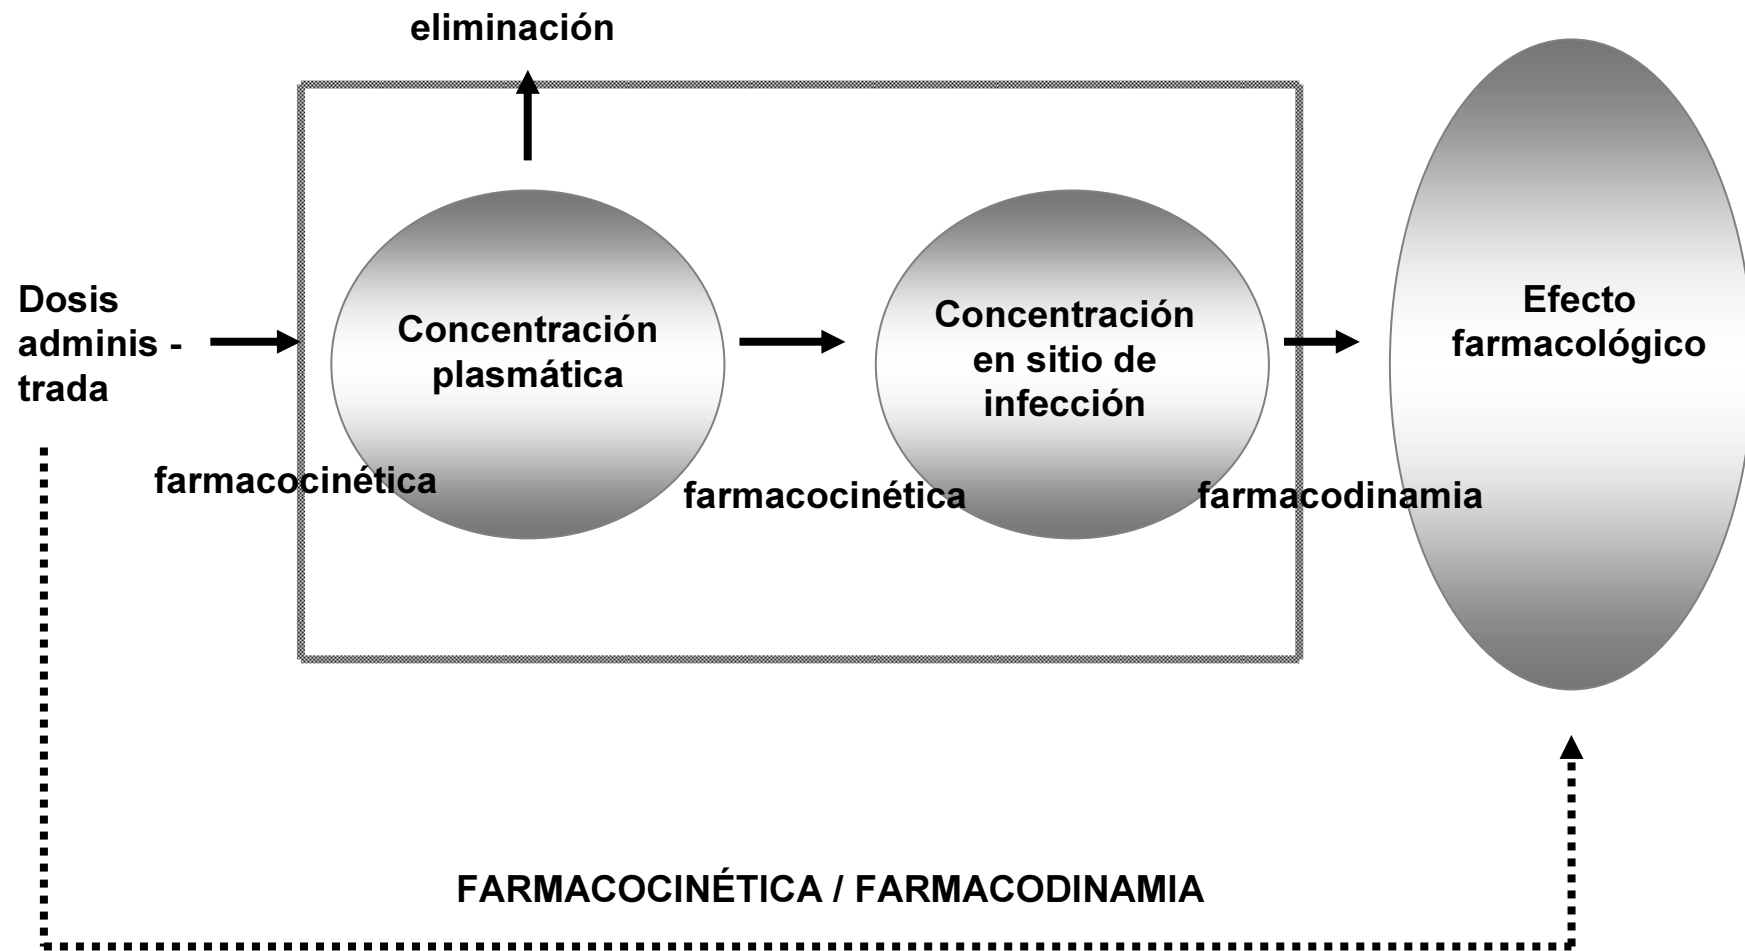 eliminación
Dosis
adminis -
trada
Concentración
plasmática
Concentración
en sitio de
infección
Efecto
farmacológico
farmacocinética
farmacocinética
farmacodinamia
FARMACOCINÉTICA / FARMACODINAMIA